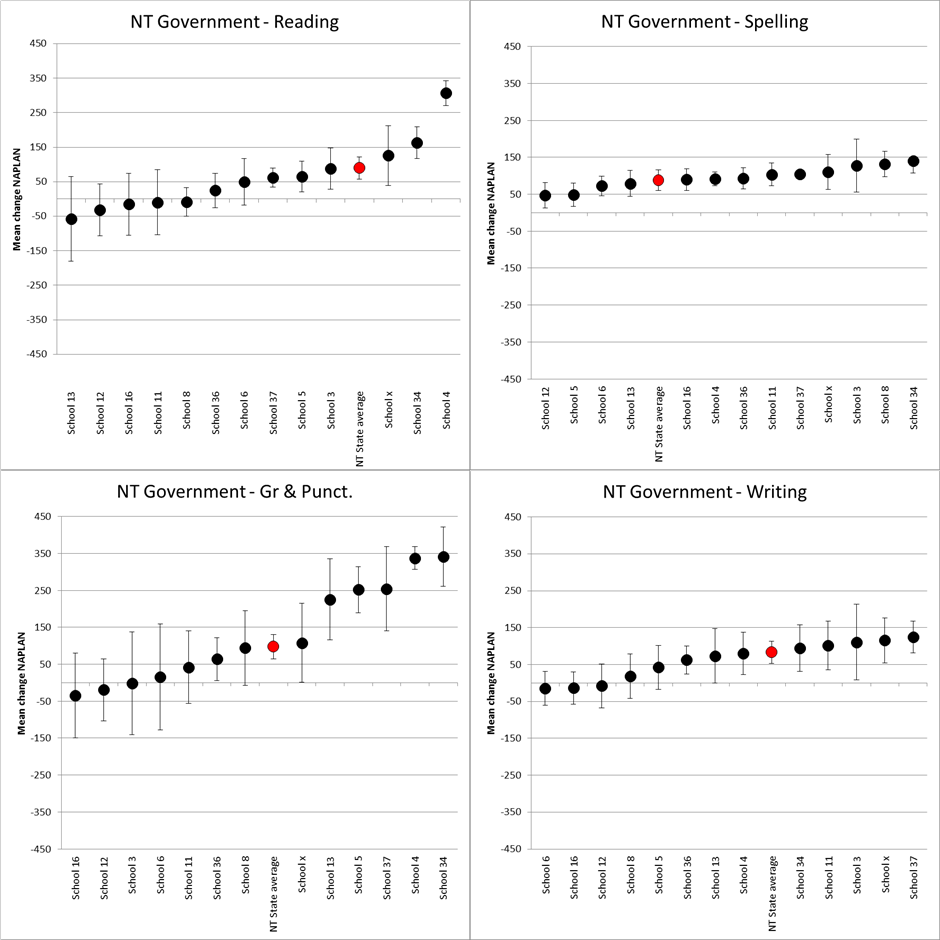 NT Government - Reading
450
350
250
150
50
-50
-150
-250
-350
-450
Mean change NAPLAN
School 13
School 12
School 16
School 11
School 8
School 36
School 6
School 37
School 5
School 3
NT State average
School x
School 34
School 4
NT Government - Spelling
450
350
250
150
50
-50
-150
-250
-350
-450
Mean change NAPLAN
School 12
School 5
School 6
School 13
NT State average
School 16
School 4
School 36
School 11
School 37
School x
School 3
School 8
School 34
NT Government - Gr & Punct.
450
350
250
150
50
-50
-150
-250
-350
-450
Mean change NAPLAN
School 16
School 12
School 3
School 6
School 11
School 36
School 8
NT State average
School x
School 13
School 5
School 37
School 4
School 34
NT Government - Writing
450
350
250
150
50
-50
-150
-250
-350
-450
Mean change NAPLAN
School 6
School 16
School 12
School 8
School 5
School 36
School 13
School 4
NT State average
School 34
School 11
School 3
School x
School 37